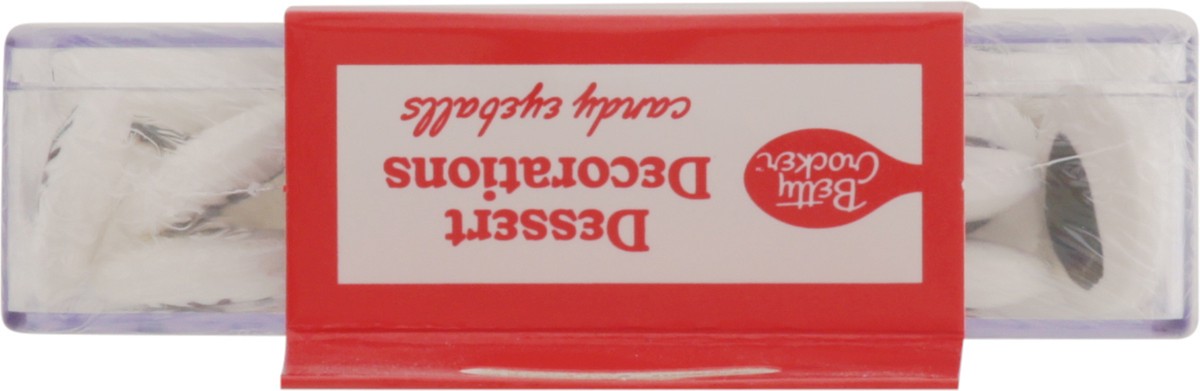 Betty
Crocker
Dessert
Decorations
candy eyeballs